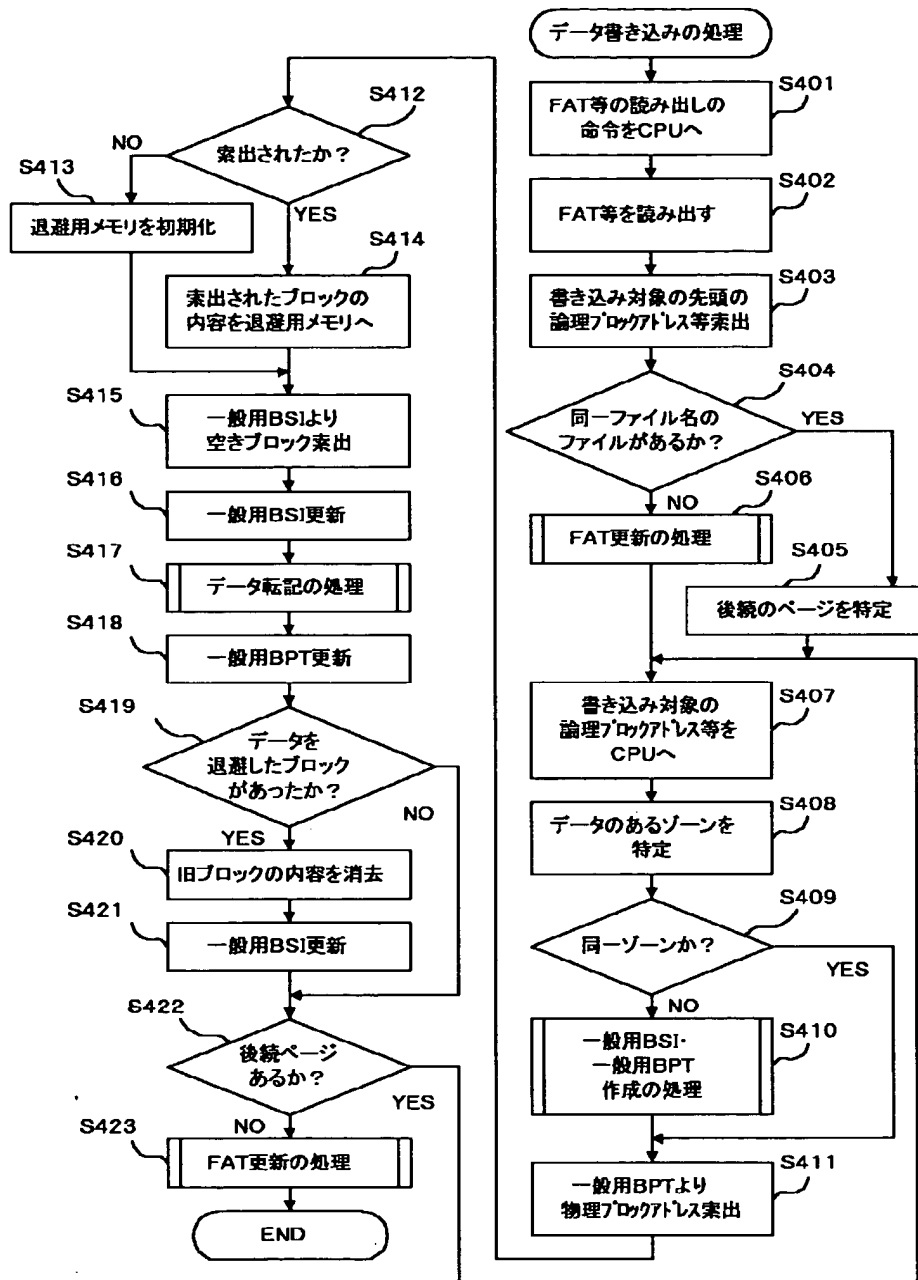 データ書き込みの処理
S401
FAT等の読み出しの
命令をCPUへ
S402
FAT等を読み出す
S403
書き込み対象の先頭の
論理ブロックアドレス等索出
S404
同一ファイル名の
ファイルがあるか?
YES
NO
S406
FAT更新の処理
S405
後続のページを特定
S407
書き込み対象の
論理ブロックアドレス等を
CPUへ
S408
データのあるゾーンを
特定
S409
同一ゾーンか?
YES
NO
S410
一般用BSI・
一般用BPT
作成の処理
S411
一般用BPTより
物理ブロックアドレス索出
S412
索出されたか?
NO
YES
S413
退避用メモリを初期化
S414
索出されたブロックの
内容を退避用メモリへ
S415
一般用BSIより
空きブロック索出
S416
一般用BSI更新
S417
データ転記の処理
S418
一般用BPT更新
S419
データを
退避したブロック
があったか?
NO
YES
S420
旧ブロックの内容を消去
S421
一般用BSI更新
S422
後続ページ
あるか?
YES
NO
S423
FAT更新の処理
END